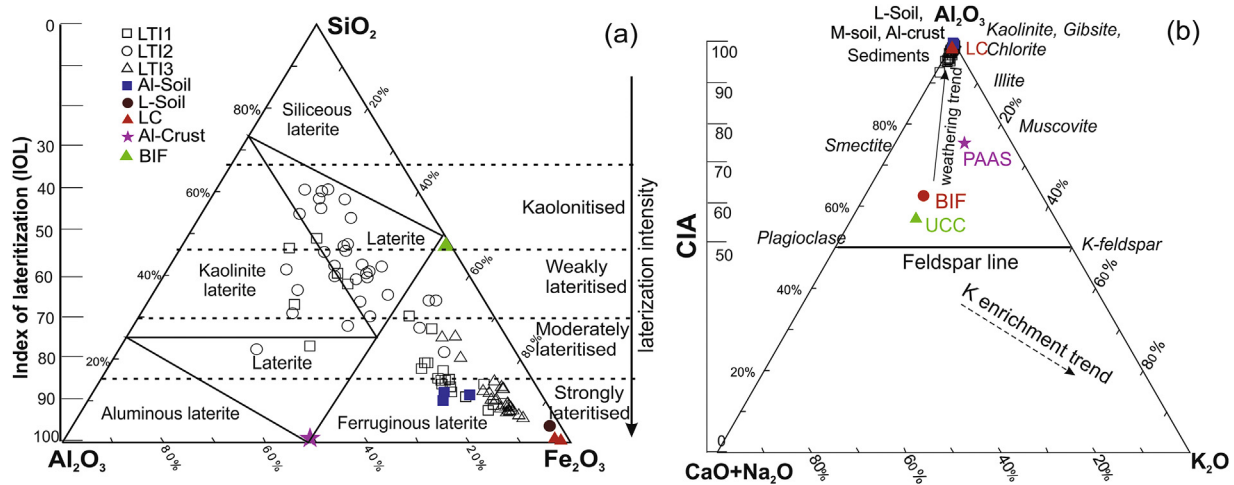 (a)
SiO₂
Al₂O₃
Fe₂O₃
Index of lateritization (IOL)
0
30
40
50
60
70
80
90
100
LTI1
LTI2
LTI3
Al-Soil
L-Soil
LC
Al-Crust
BIF
80%
60%
40%
20%
20%
40%
60%
80%
80%
60%
40%
20%
Siliceous
laterite
Laterite
Kaolinite
laterite
Laterite
Aluminous laterite
Ferruginous laterite
Kaolonitised
Weakly
lateritised
Moderately
lateritised
Strongly
lateritised
laterization intensity
(b)
L-Soil,
M-soil, Al-crust
Sediments
Al₂O₃
LC
Kaolinite, Gibsite,
Chlorite
Illite
Muscovite
Smectite
weathering trend
PAAS
BIF
UCC
Plagioclase
K-feldspar
Feldspar line
K enrichment trend
CIA
100
90
80
70
60
50
0
80%
60%
40%
20%
20%
40%
60%
80%
80%
60%
40%
20%
CaO+Na₂O
K₂O